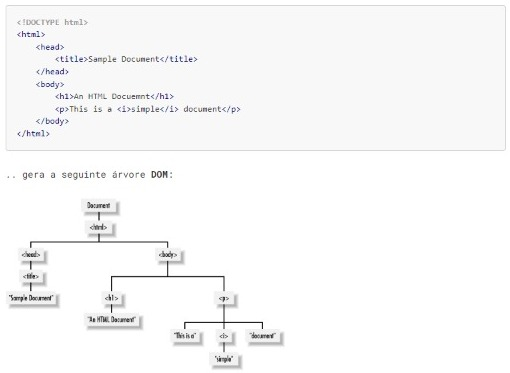 <!DOCTYPE html>
<html>
<head>
<title>Sample Document</title>
</head>
<body>
<h1>An HTML Docuemnt</h1>
<p>This is a <i>simple</i> document</p>
</body>
</html>
.. gera a seguinte árvore DOM:
Document
<html>
<head> <body>
<title>
"Sample Document" <h1> <p>
"An HTML Document"
"This is a" <i> "document"
"simple"